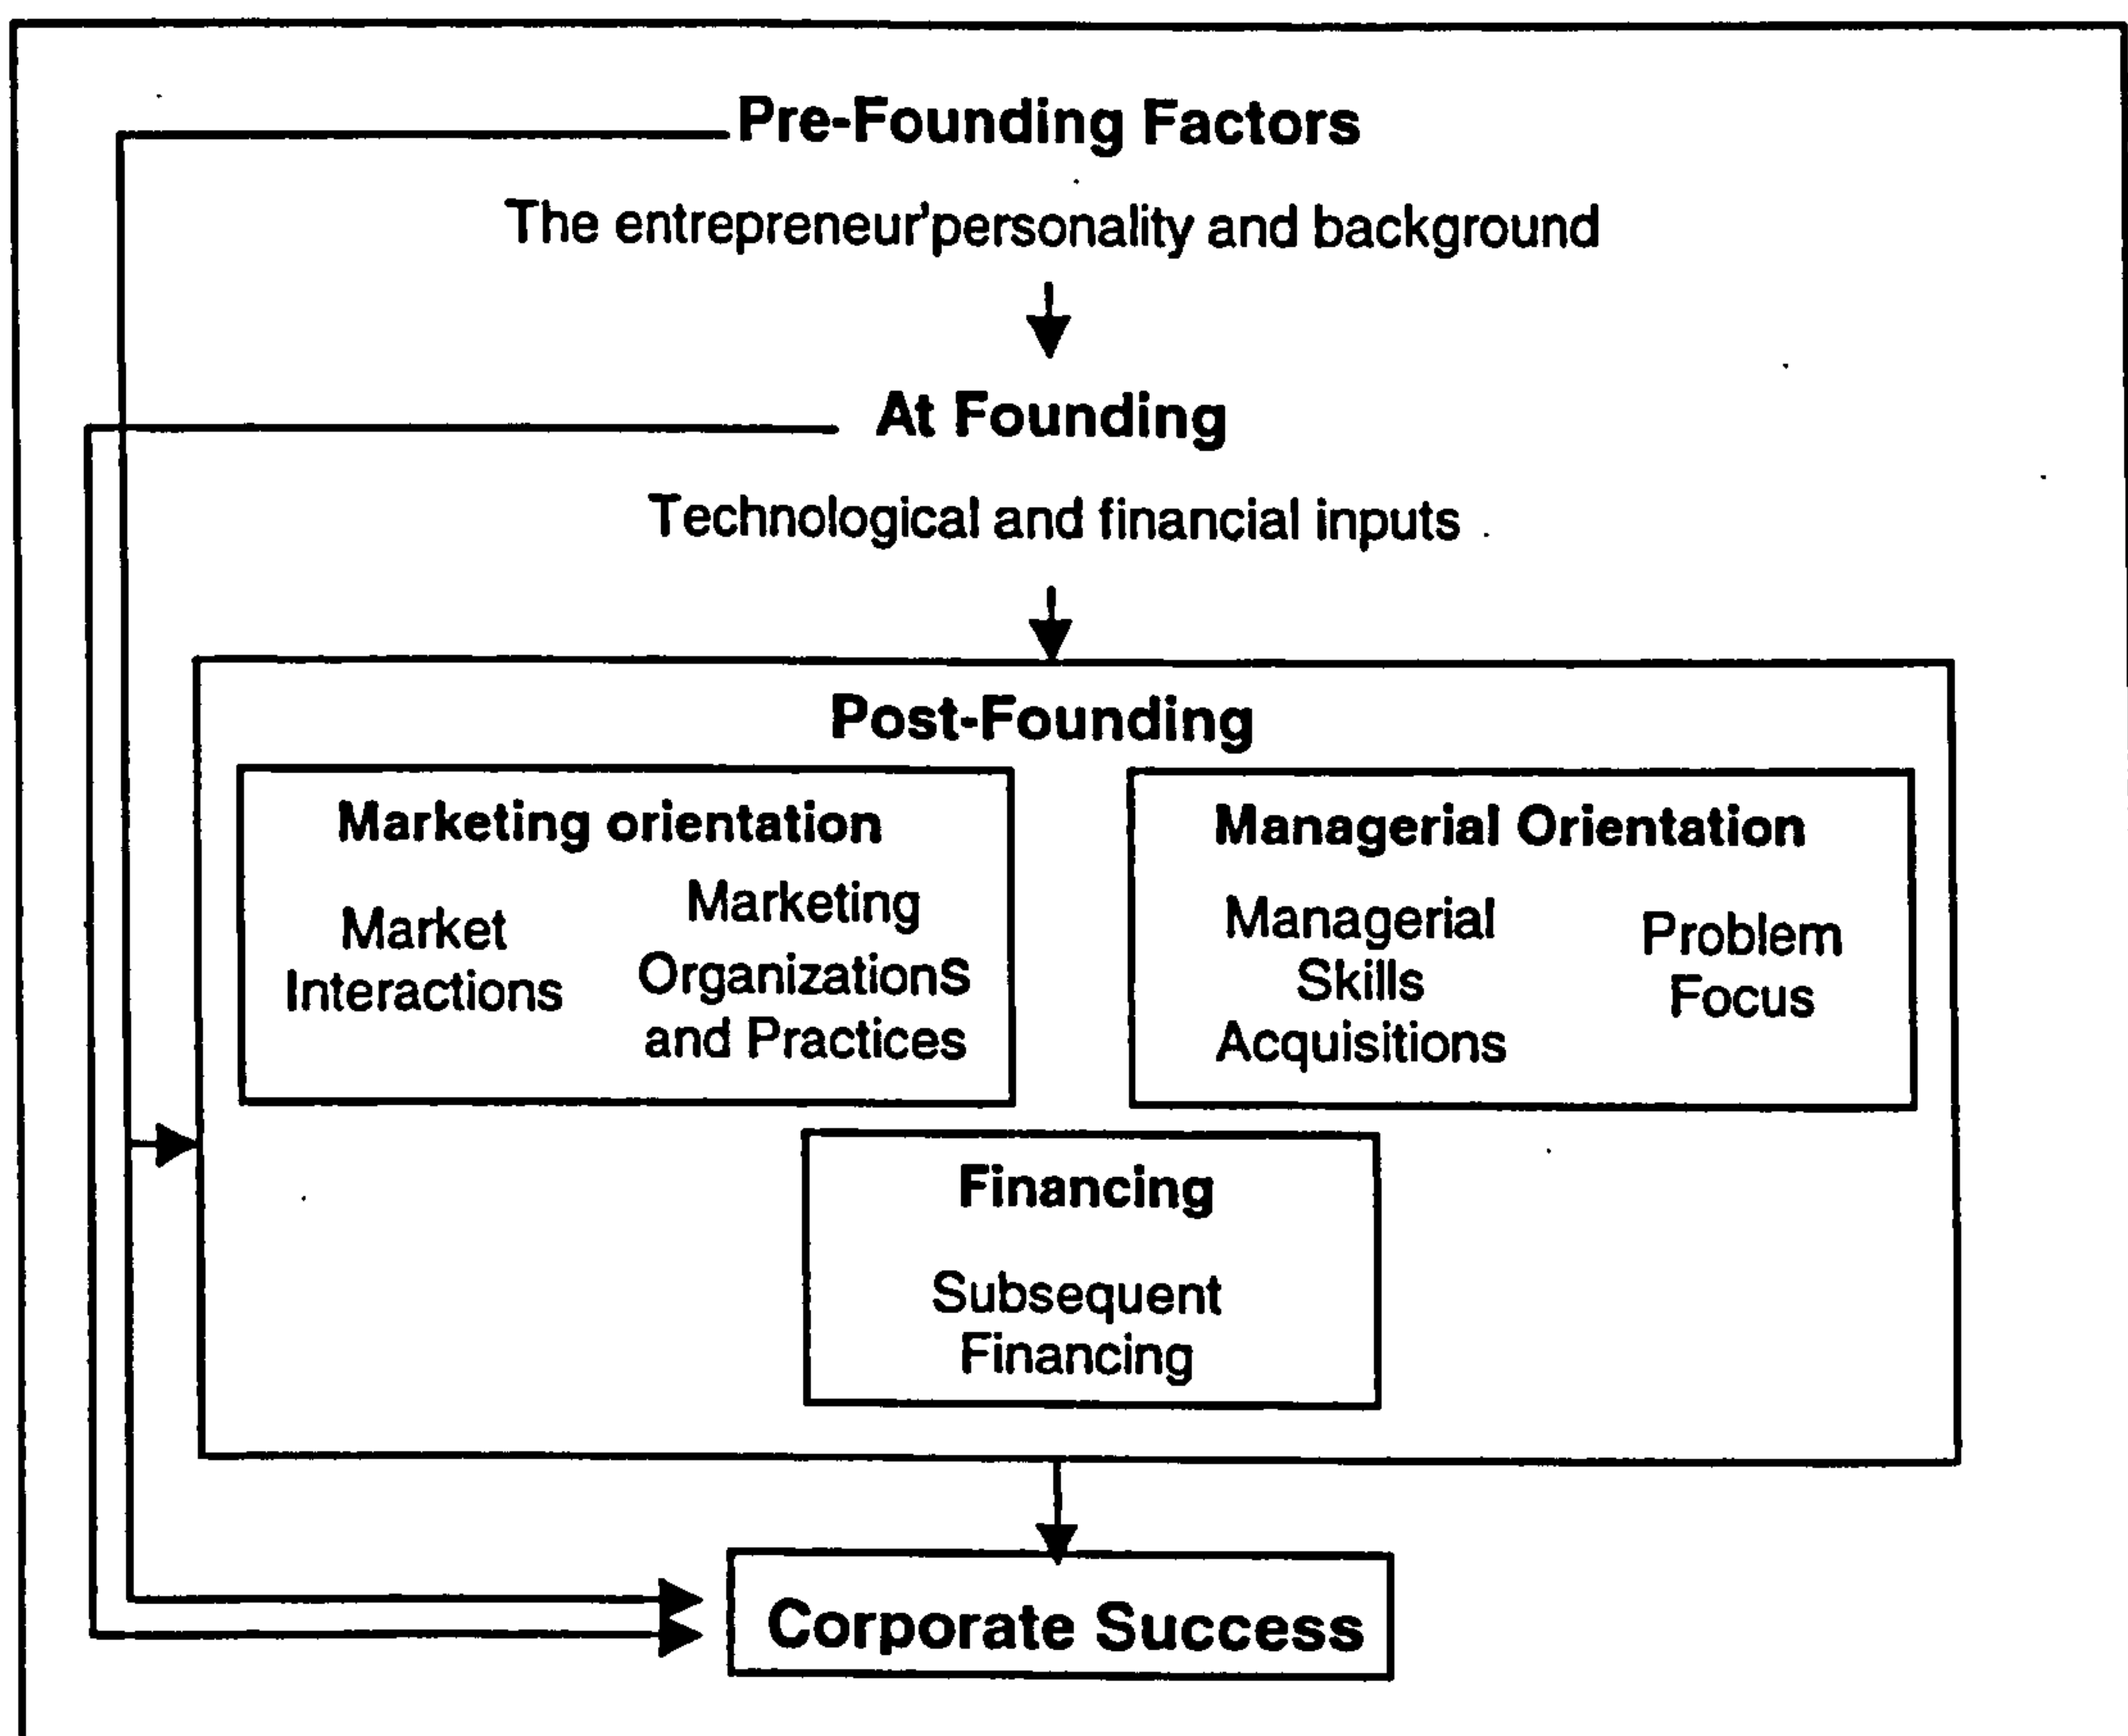 Pre-Founding Factors
The entrepreneur'personality and background
At Founding
Technological and financial inputs
Post-Founding
Marketing orientation
Market
Interactions
Marketing
Organizations
and Practices
Managerial Orientation
Managerial
Skills
Acquisitions
Problem
Focus
Financing
Subsequent
Financing
Corporate Success